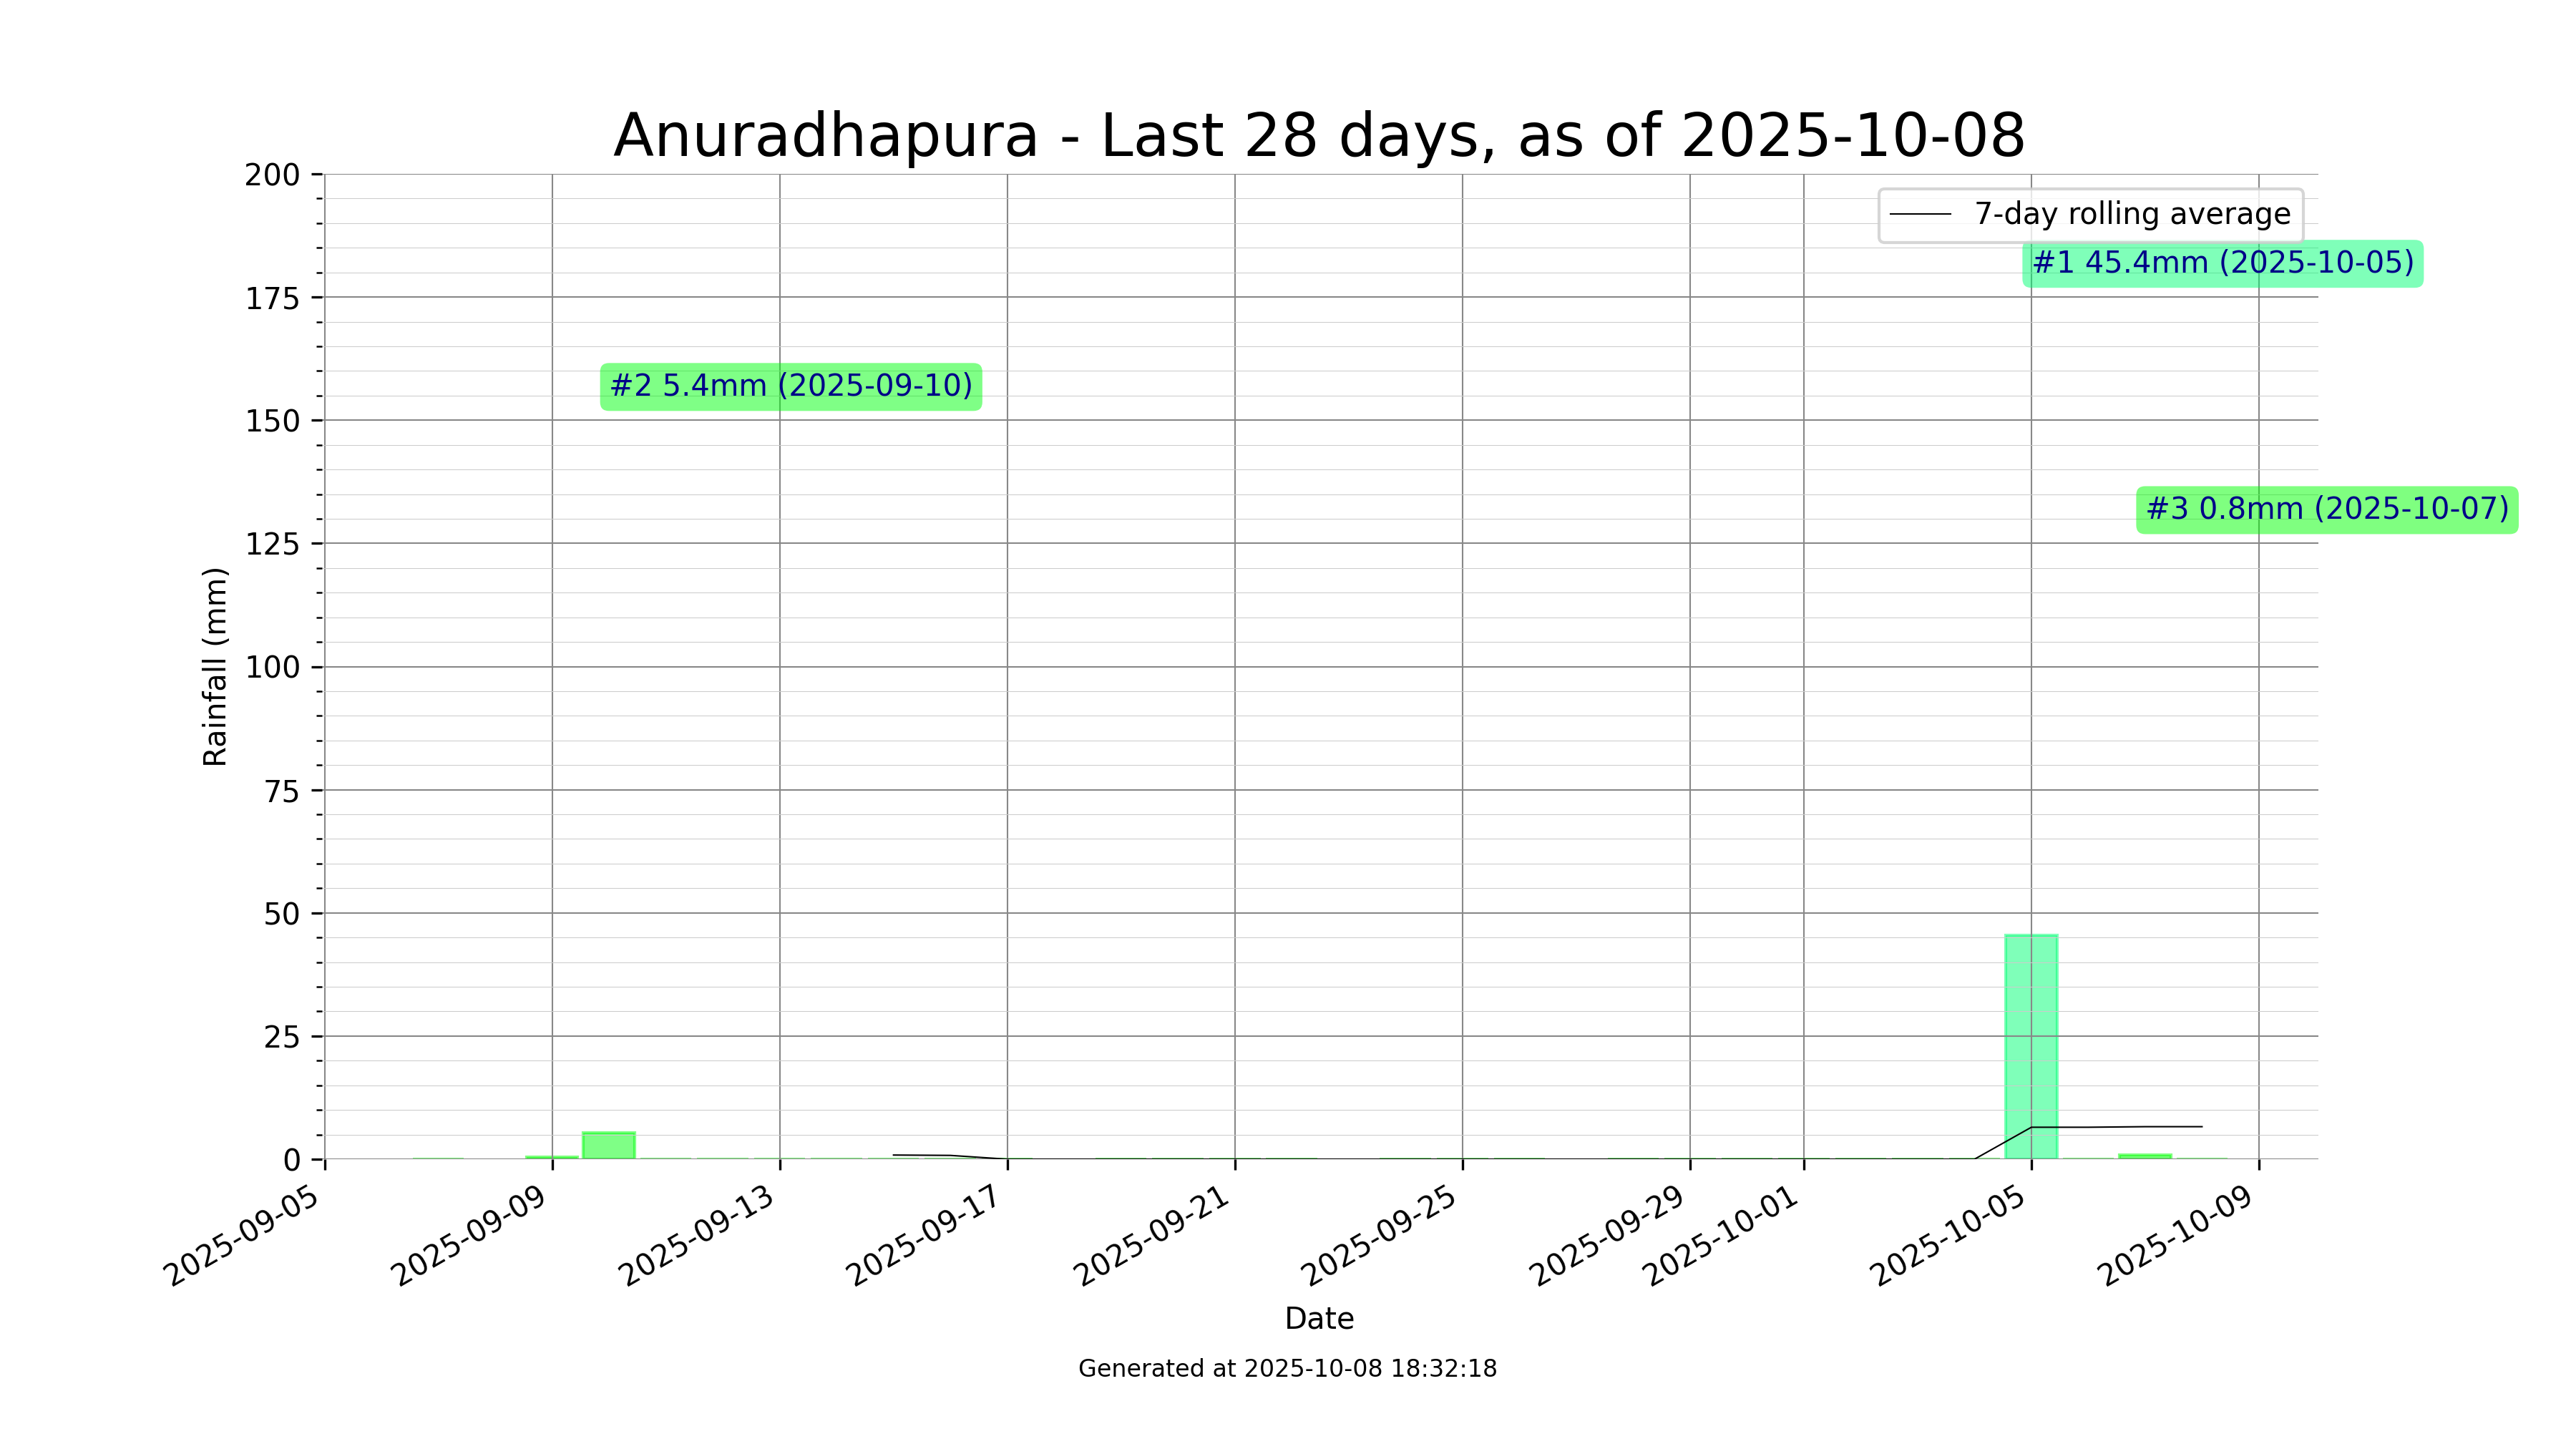 Anuradhapura - Last 28 days, as of 2025-10-08
200
175
150
125
100
75
50
25
0
Rainfall (mm)
7-day rolling average
#1 45.4mm (2025-10-05)
#2 5.4mm (2025-09-10)
#3 0.8mm (2025-10-07)
2025-09-05
2025-09-09
2025-09-13
2025-09-17
2025-09-21
2025-09-25
2025-09-29
2025-10-01
2025-10-05
2025-10-09
Date
Generated at 2025-10-08 18:32:18